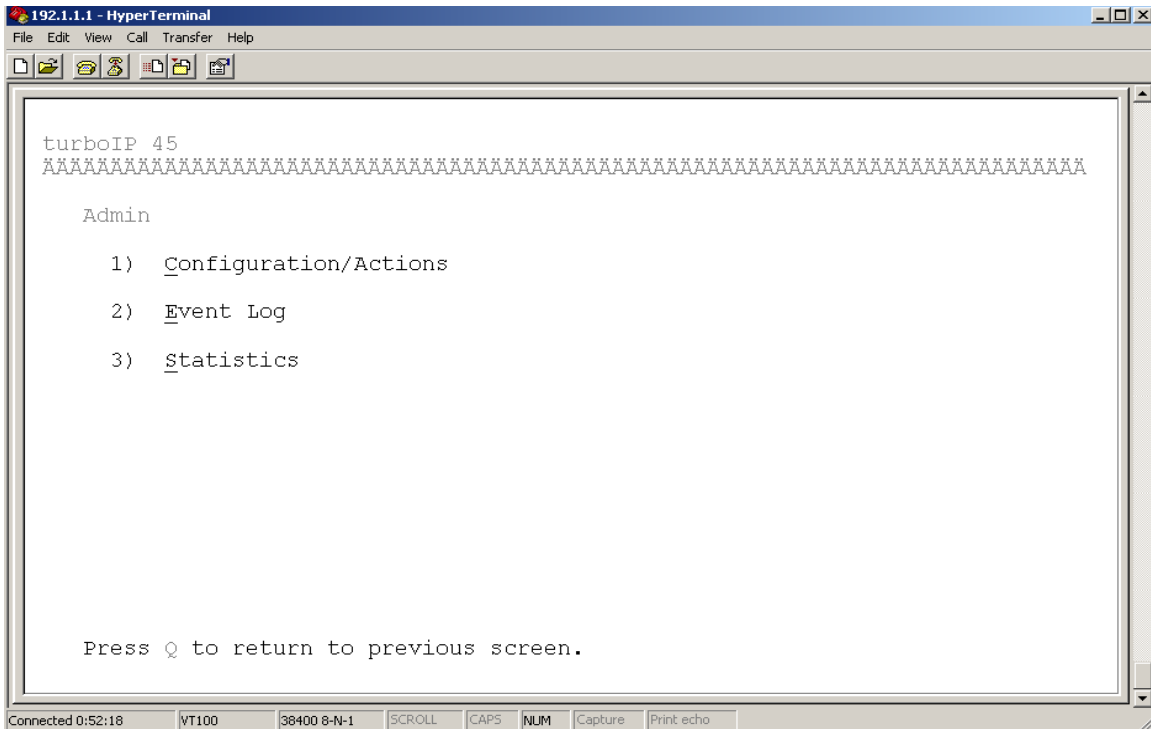 192.1.1.1 - HyperTerminal
File Edit View Call Transfer Help
turboIP 45
ÄÄÄÄÄÄÄÄÄÄÄÄÄÄÄÄÄÄÄÄÄÄÄÄÄÄÄÄÄÄÄÄÄÄÄÄÄÄÄÄÄÄÄÄÄÄÄÄÄÄÄÄÄÄÄÄÄÄÄÄÄÄÄÄÄÄÄÄÄÄÄÄÄÄÄÄÄ
Admin
1) Configuration/Actions
2) Event Log
3) Statistics
Press Q to return to previous screen.
Connected 0:52:18 VT100 38400 8-N-1 SCROLL CAPS NUM Capture Print echo